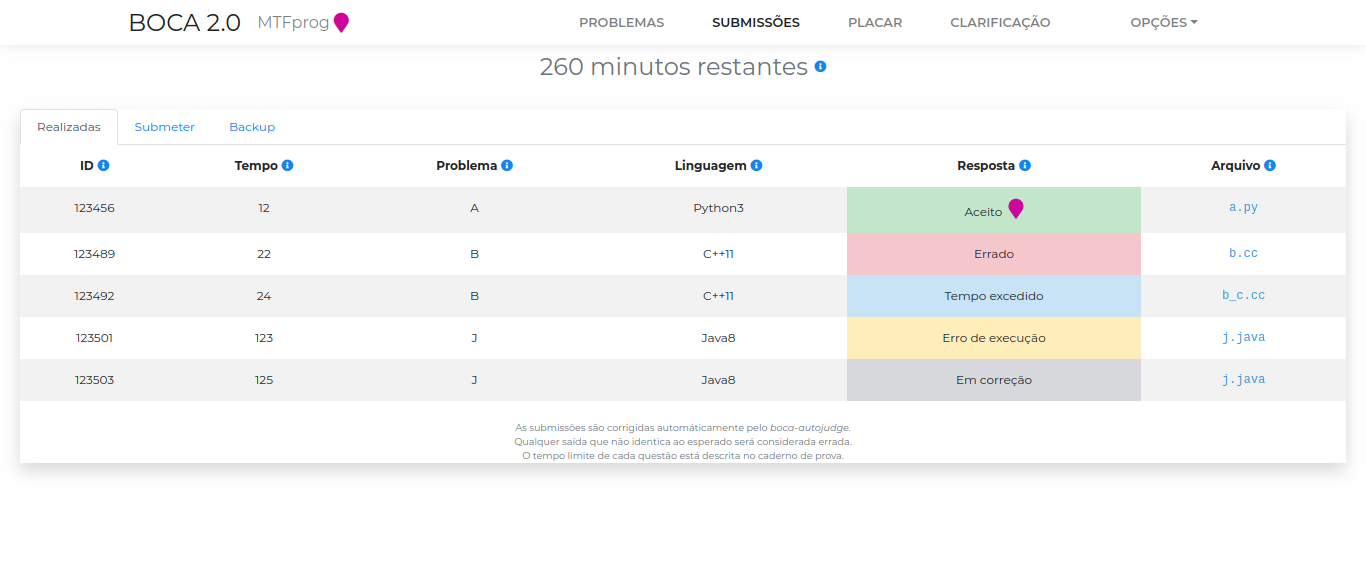 BOCA 2.0 MTFprog PROBLEMAS SUBMISSÕES PLACAR CLARIFICAÇÃO OPÇÕES
260 minutos restantes
Realizadas Submeter Backup
ID Tempo Problema Linguagem Resposta Arquivo
123456 12 A Python3 Aceito a.py
123489 22 B C++11 Errado b.cc
123492 24 B C++11 Tempo excedido b_c.cc
123501 123 J Java8 Erro de execução j.java
123503 125 J Java8 Em correção j.java
As submissões são corrigidas automáticamente pelo boca-autojudge.
Qualquer saída que não identica ao esperado será considerada errada.
O tempo limite de cada questão está descrita no caderno de prova.